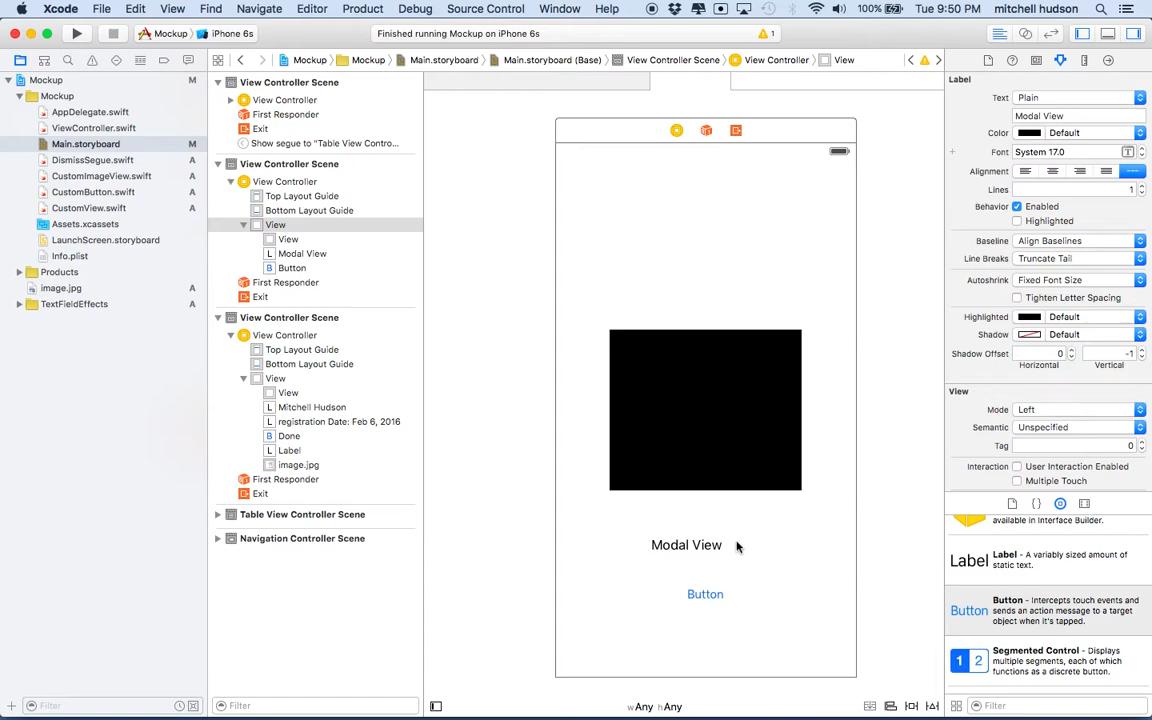 Xcode File Edit View Find Navigate Editor Product Debug Source Control Window Help 100% Tue 9:50 PM mitchell hudson
Mockup iPhone 6s Finished running Mockup on iPhone 6s 1
Mockup Mockup Main.storyboard Main.storyboard (Base) View Controller Scene View Controller View
Mockup M
Mockup
AppDelegate.swift
ViewController.swift
Main.storyboard M
DismissSegue.swift A
CustomImageView.swift A
CustomButton.swift A
CustomView.swift A
Assets.xcassets
LaunchScreen.storyboard
Info.plist
Products
image.jpg A
TextFieldEffects A
Filter
View Controller Scene
View Controller
First Responder
Exit
Show segue to "Table View Contro...
View Controller Scene
View Controller
Top Layout Guide
Bottom Layout Guide
View
View
L Modal View
B Button
First Responder
Exit
View Controller Scene
View Controller
Top Layout Guide
Bottom Layout Guide
View
View
L Mitchell Hudson
L registration Date: Feb 6, 2016
B Done
L Label
image.jpg
First Responder
Exit
Table View Controller Scene
Navigation Controller Scene
Filter
Modal View
Button
wAny hAny
Label
Text Plain
Modal View
Color Default
+ Font System 17.0 T
Alignment ---
Lines 1
Behavior Enabled
Highlighted
Baseline Align Baselines
Line Breaks Truncate Tail
Autoshrink Fixed Font Size
Tighten Letter Spacing
Highlighted Default
Shadow Default
Shadow Offset 0 -1
Horizontal Vertical
View
Mode Left
Semantic Unspecified
Tag 0
Interaction User Interaction Enabled
Multiple Touch
available in Interface Builder.
Label Label - A variably sized amount of
static text.
Button Button - Intercepts touch events and
sends an action message to a target
object when it's tapped.
1 2 Segmented Control - Displays
multiple segments, each of which
functions as a discrete button.
Filter